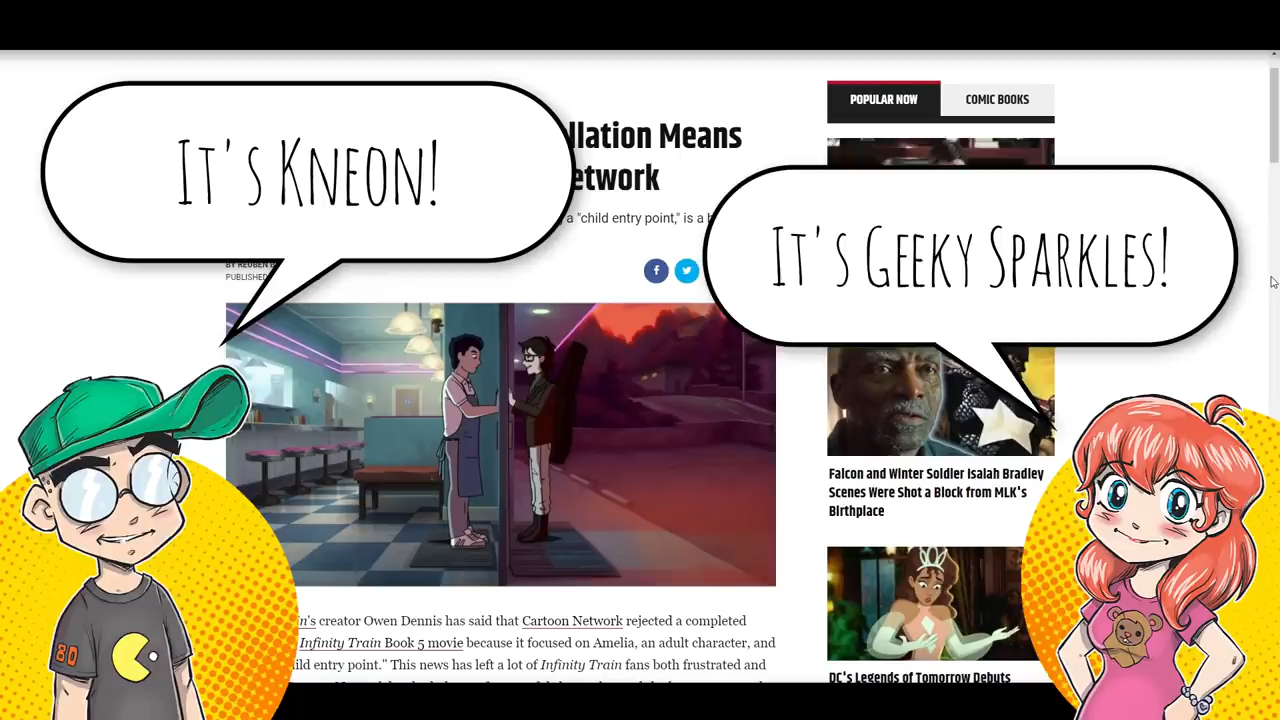 It's Kneon!
It's Geeky Sparkles!
llation Means
etwork
a "child entry point," is a
BY REUBEN
PUBLISHED
POPULAR NOW
COMIC BOOKS
Falcon and Winter Soldier Isaiah Bradley
Scenes Were Shot a Block from MLK's
Birthplace
DC's Legends of Tomorrow Debuts
n's creator Owen Dennis has said that Cartoon Network rejected a completed
Infinity Train Book 5 movie because it focused on Amelia, an adult character, and
ild entry point." This news has left a lot of Infinity Train fans both frustrated and
80